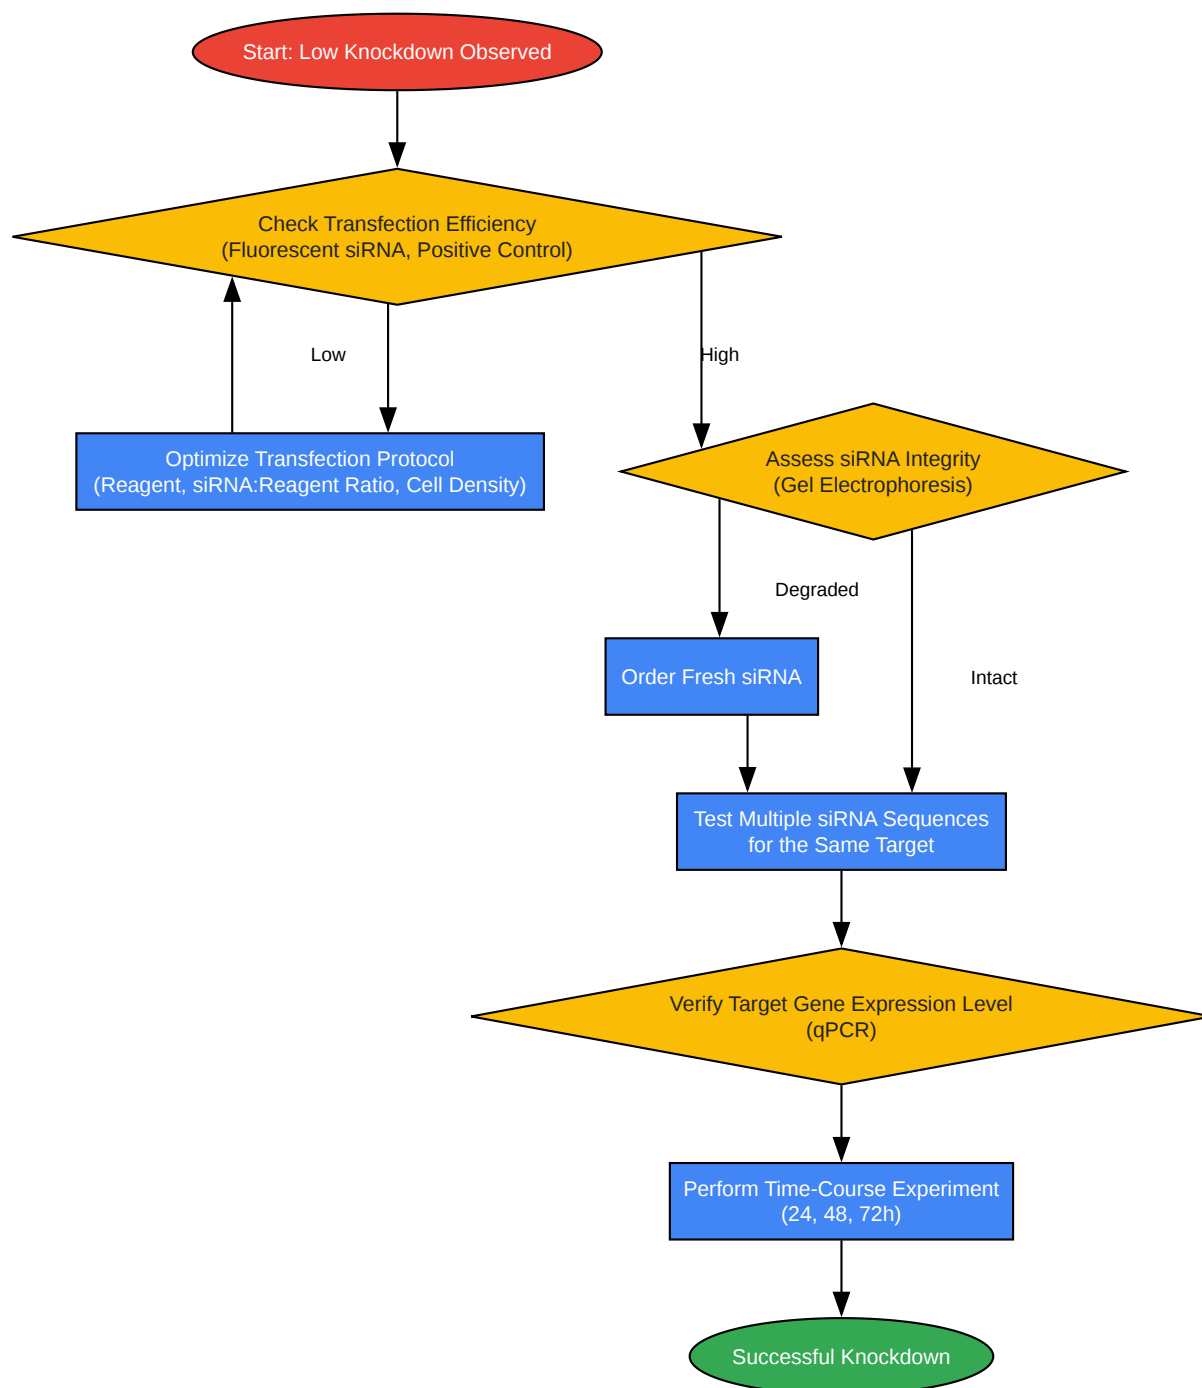 Start: Low Knockdown Observed
Check Transfection Efficiency
(Fluorescent siRNA, Positive Control)
Low
High
Optimize Transfection Protocol
(Reagent, siRNA:Reagent Ratio, Cell Density)
Assess siRNA Integrity
(Gel Electrophoresis)
Degraded
Order Fresh siRNA
Intact
Test Multiple siRNA Sequences
for the Same Target
Verify Target Gene Expression Level
(qPCR)
Perform Time-Course Experiment
(24, 48, 72h)
Successful Knockdown